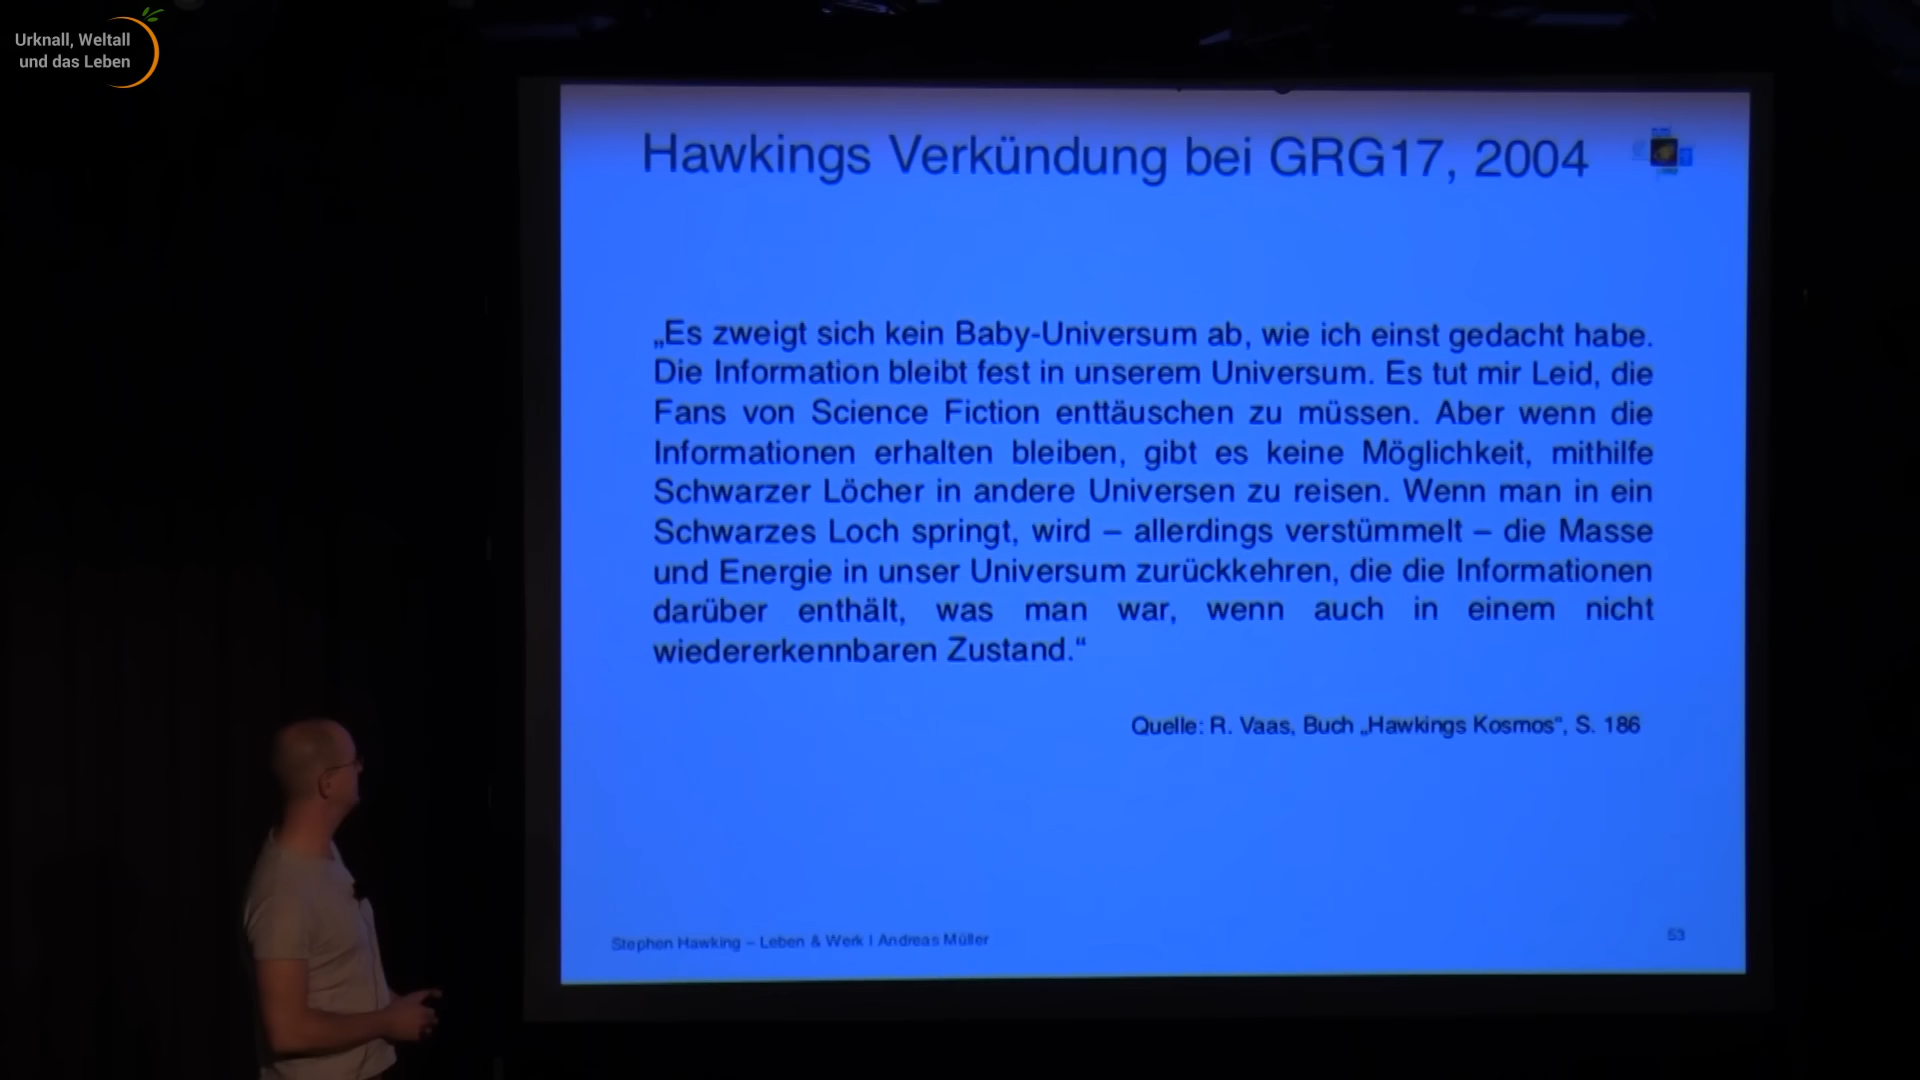 Urknall, Weltall
und das Leben
Hawkings Verkündung bei GRG17, 2004
„Es zweigt sich kein Baby-Universum ab, wie ich einst gedacht habe.
Die Information bleibt fest in unserem Universum. Es tut mir Leid, die
Fans von Science Fiction enttäuschen zu müssen. Aber wenn die
Informationen erhalten bleiben, gibt es keine Möglichkeit, mithilfe
Schwarzer Löcher in andere Universen zu reisen. Wenn man in ein
Schwarzes Loch springt, wird – allerdings verstümmelt – die Masse
und Energie in unser Universum zurückkehren, die die Informationen
darüber enthält, was man war, wenn auch in einem nicht
wiedererkennbaren Zustand.“
Quelle: R. Vaas, Buch „Hawkings Kosmos“, S. 186
Stephen Hawking – Leben & Werk I Andreas Müller
53